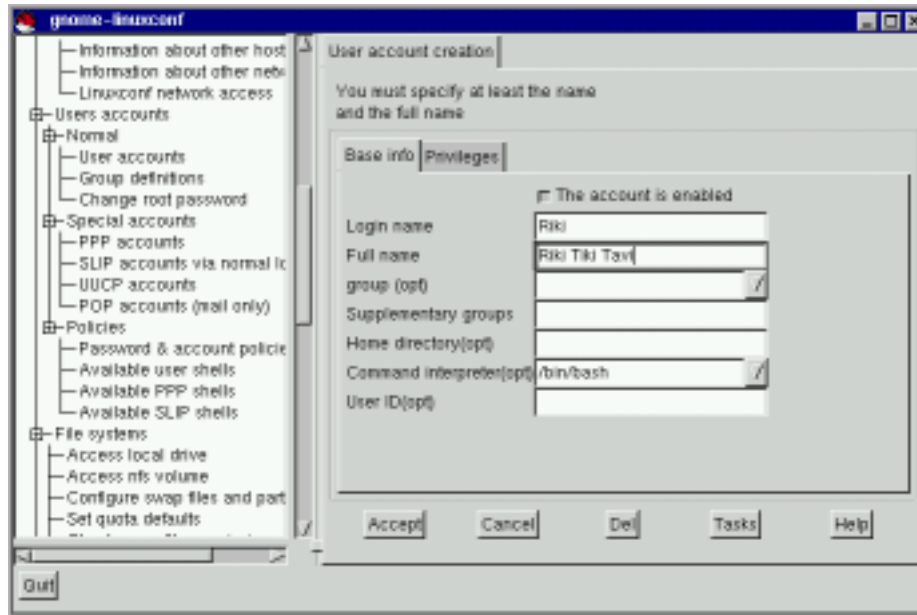 gnome-linuxconf
Information about other host
Information about other netw
Linuxconf network access
Users accounts
Normal
User accounts
Group definitions
Change root password
Special accounts
PPP accounts
SLIP accounts via normal lo
UUCP accounts
POP accounts (mail only)
Policies
Password & account policie
Available user shells
Available PPP shells
Available SLIP shells
File systems
Access local drive
Access nfs volume
Configure swap files and part
Set quota defaults
Quit
User account creation
You must specify at least the name
and the full name
Base info Privileges
The account is enabled
Login name Riki
Full name Riki Tiki Tavi
group (opt)
Supplementary groups
Home directory(opt)
Command interpreter(opt) /bin/bash
User ID(opt)
Accept Cancel Del Tasks Help